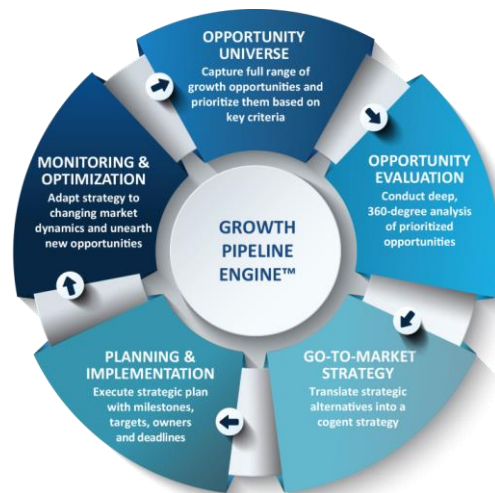 OPPORTUNITY
UNIVERSE
Capture full range of
growth opportunities and
prioritize them based on
key criteria
OPPORTUNITY
EVALUATION
Conduct deep,
360-degree analysis
of prioritized
opportunities
GO-TO-MARKET
STRATEGY
Translate strategic
alternatives into a
cogent strategy
PLANNING &
IMPLEMENTATION
Execute strategic plan
with milestones,
targets, owners
and deadlines
MONITORING &
OPTIMIZATION
Adapt strategy to
changing market
dynamics and unearth
new opportunities
GROWTH
PIPELINE
ENGINE™